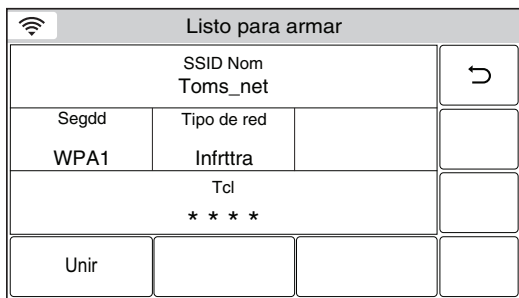 Listo para armar
SSID Nom
Toms_net
Segdd
Tipo de red
WPA1
Infrttra
Tcl
* * * *
Unir